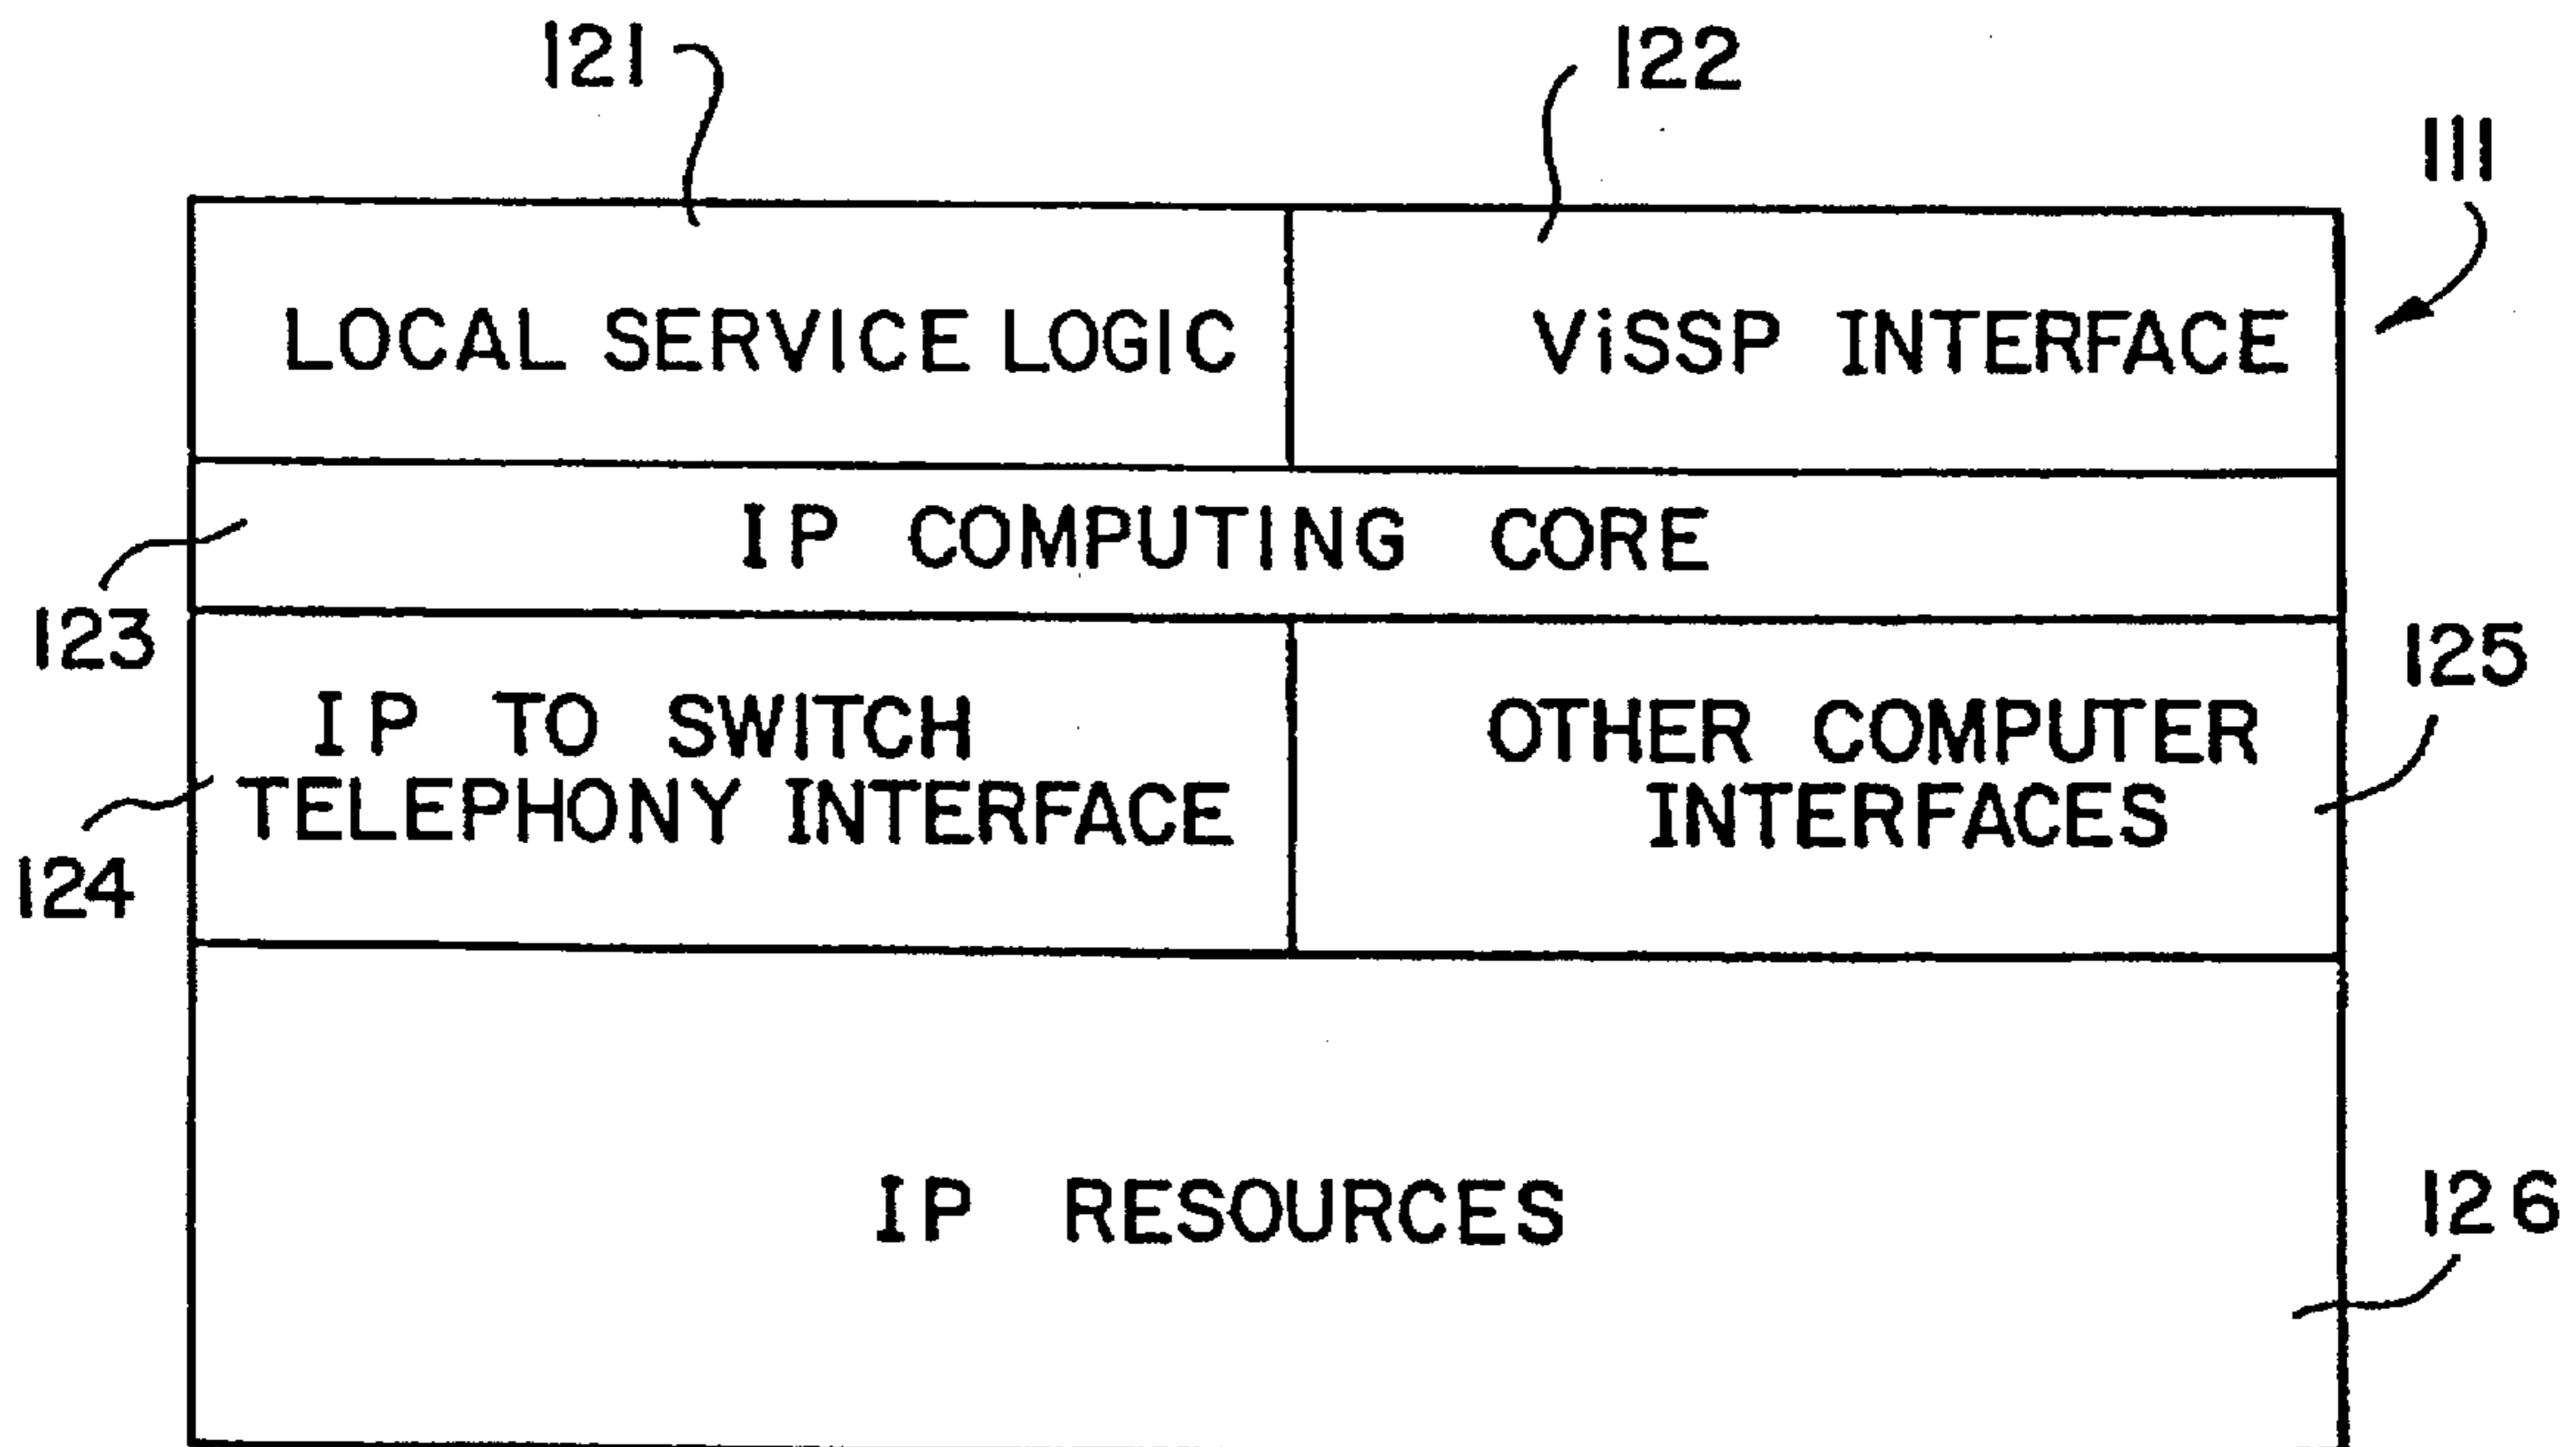 121
122
111
LOCAL SERVICE LOGIC
ViSSP INTERFACE
IP COMPUTING CORE
123
IP TO SWITCH
TELEPHONY INTERFACE
124
OTHER COMPUTER
INTERFACES
125
IP RESOURCES
126